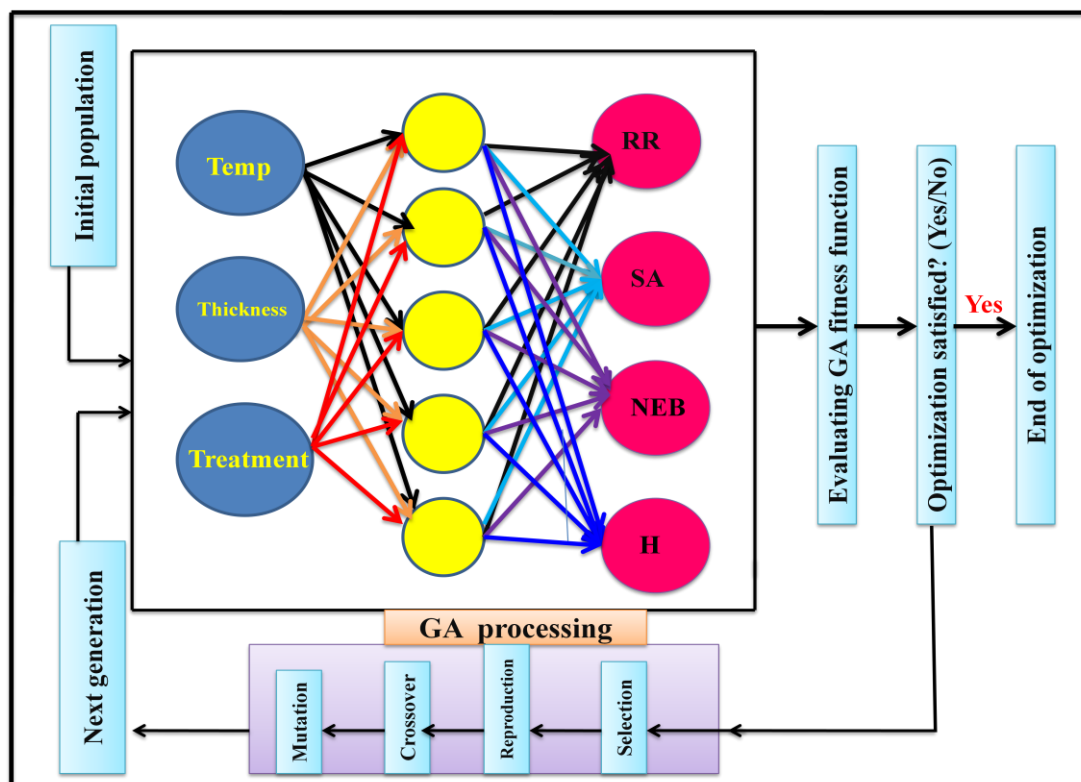 Initial population
Temp
Thickness
Treatment
RR
SA
NEB
H
Evaluating GA fitness function
Optimization satisfied? (Yes/No)
Yes
End of optimization
Next generation
GA processing
Mutation
Crossover
Reproduction
Selection